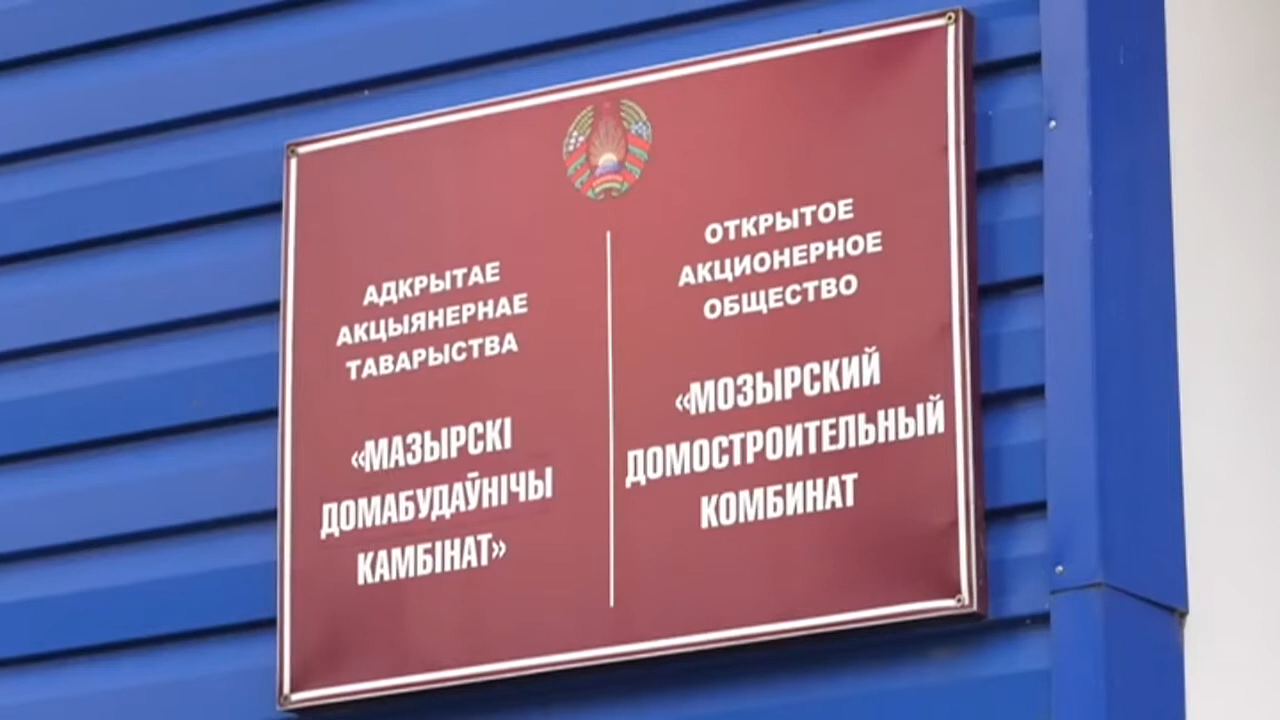 АДКРЫТАЕ
АКЦЫЯНЕРНАЕ
ТАВАРЫСТВА
«МАЗЫРСКІ
ДОМАБУДАЎНІЧЫ
КАМБІНАТ»
ОТКРЫТОЕ
АКЦИОНЕРНОЕ
ОБЩЕСТВО
«МОЗЫРСКИЙ
ДОМОСТРОИТЕЛЬНЫЙ
КОМБИНАТ